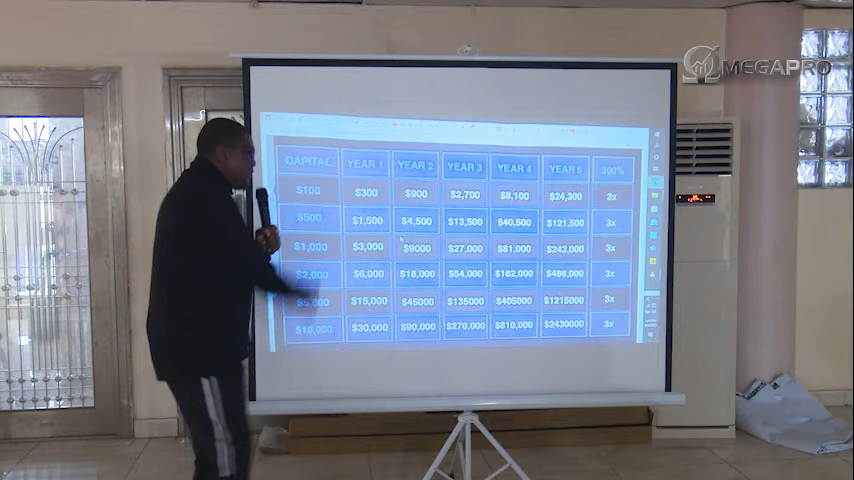 MEGAPRO
CAPITAL YEAR 1 YEAR 2 YEAR 3 YEAR 4 YEAR 5 300%
$100 $300 $900 $2,700 $8,100 $24,300 3x
$500 $1,500 $4,500 $13,500 $40,500 $121,500 3x
$1,000 $3,000 $9000 $27,000 $81,000 $243,000 3x
$2,000 $6,000 $18,000 $54,000 $162,000 $486,000 3x
$5,000 $15,000 $45000 $135000 $405000 $1215000 3x
$10,000 $30,000 $90,000 $270,000 $810,000 $2430000 3x